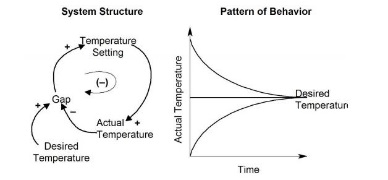 System Structure
Pattern of Behavior
+
Temperature
Setting
(–)
+
Gap
–
Actual
Temperature
+
Desired
Temperature
Actual Temperature
Desired
Temperatun
Time